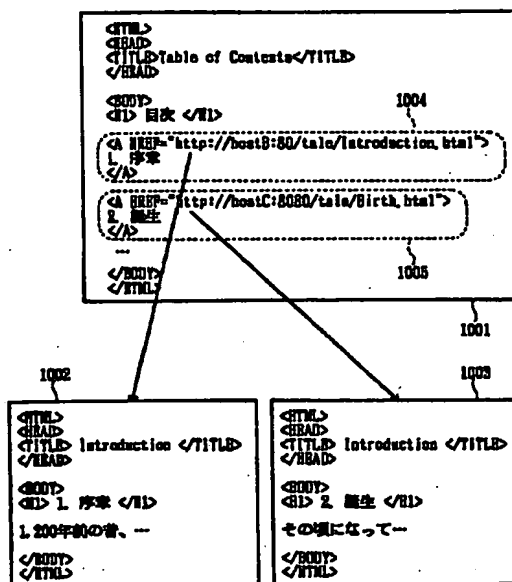 <HTML>
<HEAD>
<TITLE>Table of Contents</TITLE>
</HEAD>
<BODY>
<H1> 目次 </H1>
1004
<A HREF="http://hostB:80/tale/Introduction.html">
1. 序章
</A>
<A HREF="http://hostC:8080/tale/Birth.html">
2. 誕生
</A>
…
1005
</BODY>
</HTML>
1001
1002
<HTML>
<HEAD>
<TITLE> Introduction </TITLE>
</HEAD>
<BODY>
<H1> 1. 序章 </H1>
1,200年前の昔、…
</BODY>
</HTML>
1003
<HTML>
<HEAD>
<TITLE> Introduction </TITLE>
</HEAD>
<BODY>
<H1> 2. 誕生 </H1>
その頃になって…
</BODY>
</HTML>